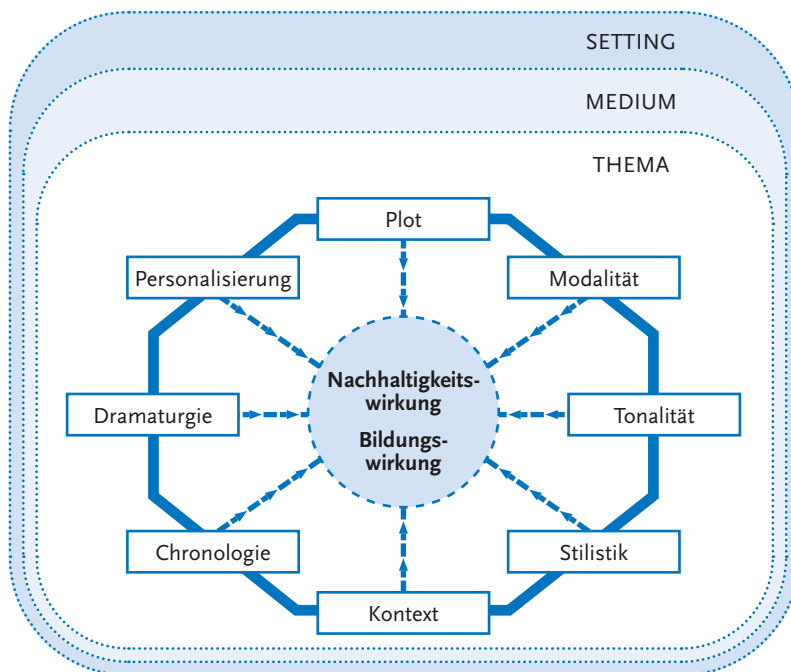 SETTING
MEDIUM
THEMA
Plot
Personalisierung
Modalität
Nachhaltigkeits-
wirkung
Bildungs-
wirkung
Dramaturgie
Tonalität
Chronologie
Stilistik
Kontext